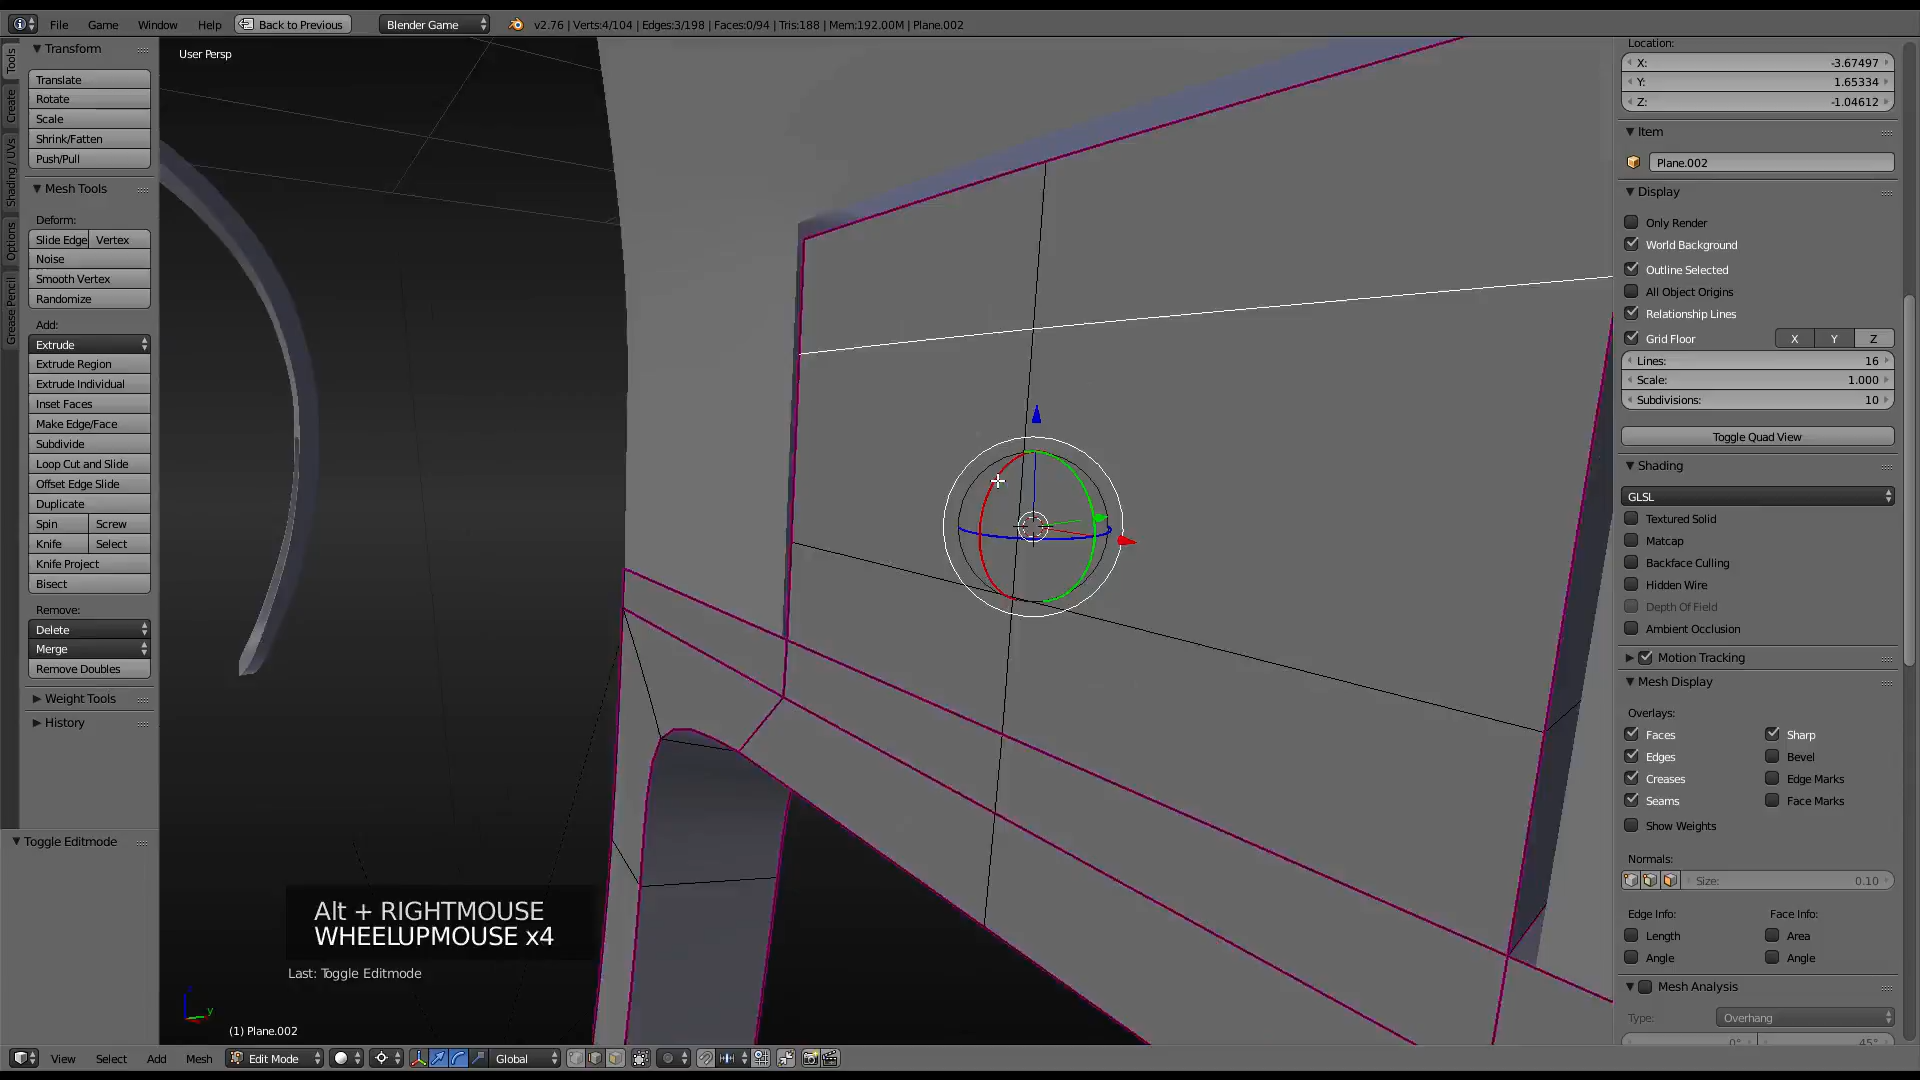 File Game Window Help Back to Previous Blender Game v2.76 | Verts:4/104 | Edges:3/198 | Faces:0/94 | Tris:188 | Mem:192.00M | Plane.002
Tools
Create
Shading / UVs
Options
Grease Pencil
Transform
Translate
Rotate
Scale
Shrink/Fatten
Push/Pull
Mesh Tools
Deform:
Slide Edge Vertex
Noise
Smooth Vertex
Randomize
Add:
Extrude
Extrude Region
Extrude Individual
Inset Faces
Make Edge/Face
Subdivide
Loop Cut and Slide
Offset Edge Slide
Duplicate
Spin Screw
Knife Select
Knife Project
Bisect
Remove:
Delete
Merge
Remove Doubles
Weight Tools
History
Toggle Editmode
User Persp
Alt + RIGHTMOUSE
WHEELUPMOUSE x4
Last: Toggle Editmode
z
y
(1) Plane.002
Location:
X: -3.67497
Y: 1.65334
Z: -1.04612
Item
Plane.002
Display
Only Render
World Background
Outline Selected
All Object Origins
Relationship Lines
Grid Floor X Y Z
Lines: 16
Scale: 1.000
Subdivisions: 10
Toggle Quad View
Shading
GLSL
Textured Solid
Matcap
Backface Culling
Hidden Wire
Depth Of Field
Ambient Occlusion
Motion Tracking
Mesh Display
Overlays:
Faces Sharp
Edges Bevel
Creases Edge Marks
Seams Face Marks
Show Weights
Normals:
Size: 0.10
Edge Info: Face Info:
Length Area
Angle Angle
Mesh Analysis
Type: Overhang
0° 45°
View Select Add Mesh Edit Mode Global